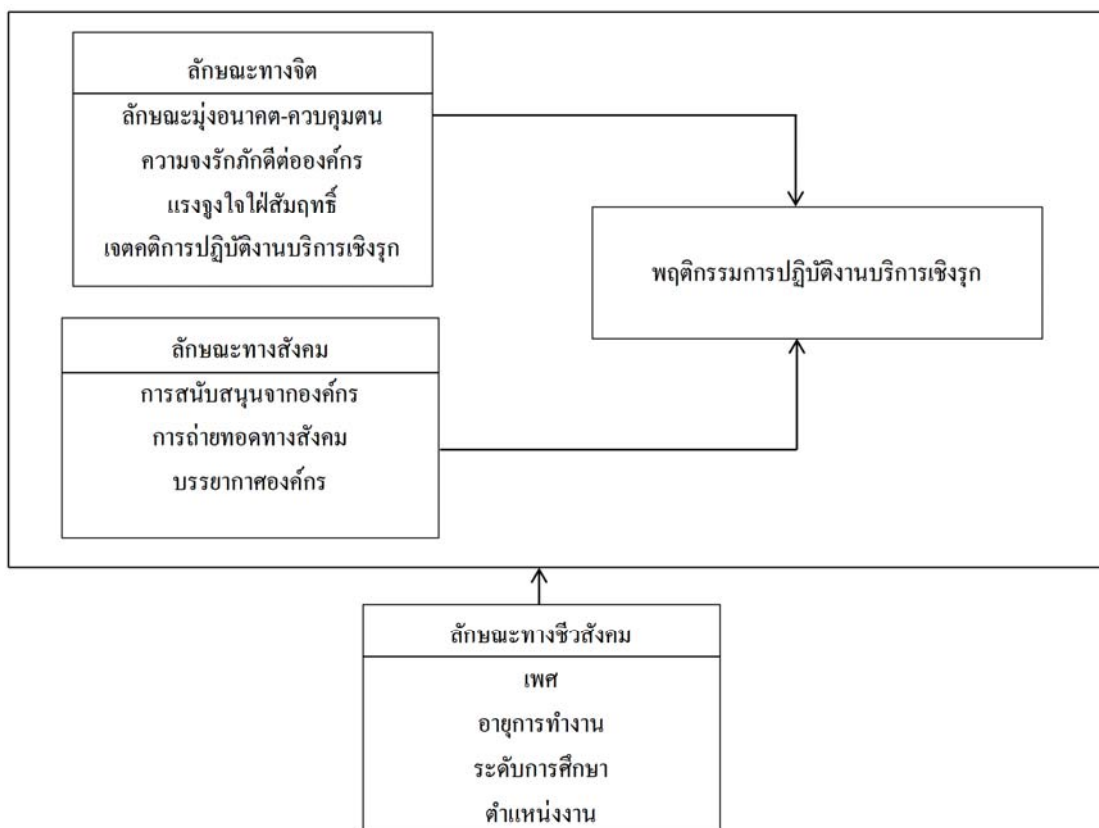 ลักษณะทางจิต
ลักษณะมุ่งอนาคต-ควบคุมตน
ความจงรักภักดีต่อองค์กร
แรงจูงใจใฝ่สัมฤทธิ์
เจตคติการปฏิบัติงานบริการเชิงรุก
พฤติกรรมการปฏิบัติงานบริการเชิงรุก
ลักษณะทางสังคม
การสนับสนุนจากองค์กร
การถ่ายทอดทางสังคม
บรรยากาศองค์กร
ลักษณะทางชีวสังคม
เพศ
อายุการทำงาน
ระดับการศึกษา
ตำแหน่งงาน